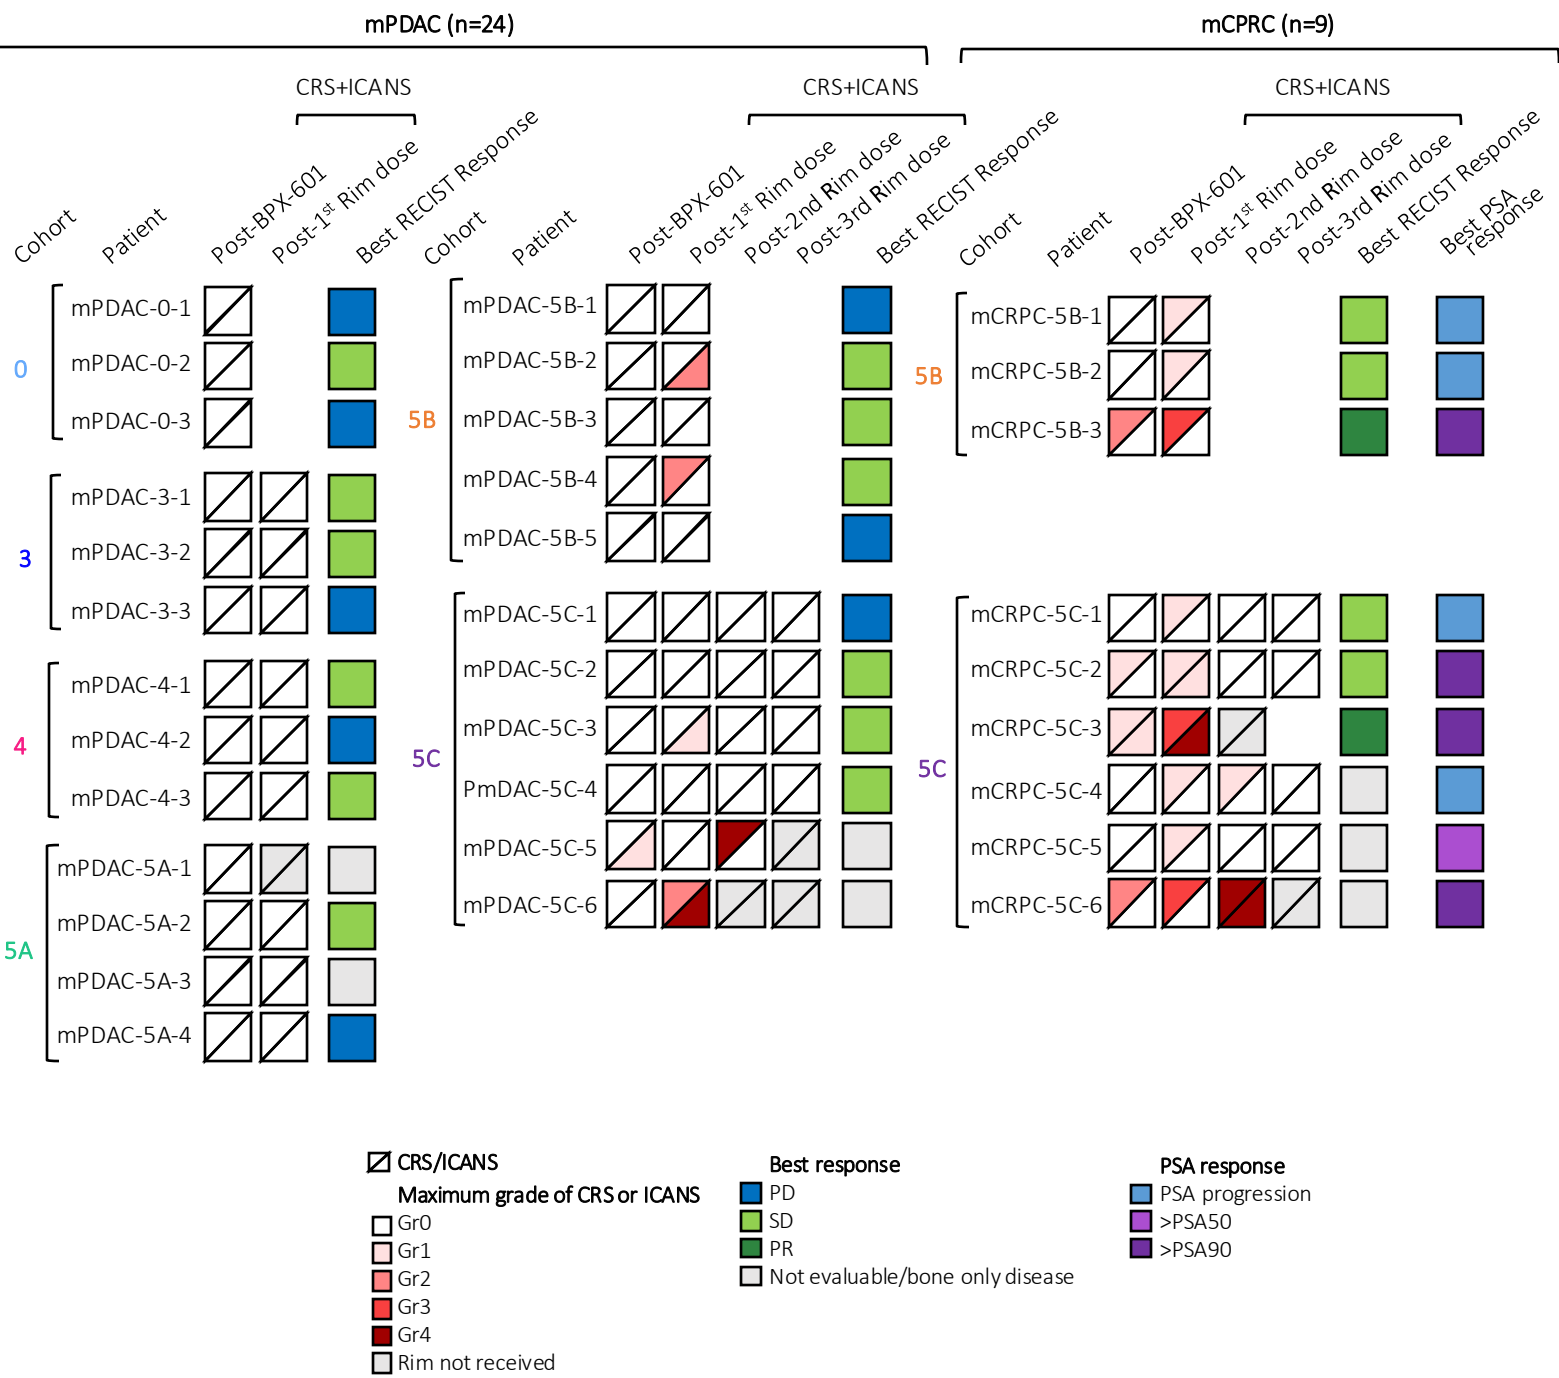 mPDAC (n=24)
mCPRC (n=9)
CRS+ICANS
CRS+ICANS
CRS+ICANS
Cohort
Patient
Post-BPX-601
Post-1st Rim dose
Best RECIST Response
Cohort
Patient
Post-BPX-601
Post-1st Rim dose
Post-2nd Rim dose
Post-3rd Rim dose
Best RECIST Response
Cohort
Patient
Post-BPX-601
Post-1st Rim dose
Post-2nd Rim dose
Post-3rd Rim dose
Best RECIST Response
Best PSA
response
0
mPDAC-0-1
mPDAC-0-2
mPDAC-0-3
3
mPDAC-3-1
mPDAC-3-2
mPDAC-3-3
4
mPDAC-4-1
mPDAC-4-2
mPDAC-4-3
5A
mPDAC-5A-1
mPDAC-5A-2
mPDAC-5A-3
mPDAC-5A-4
5B
mPDAC-5B-1
mPDAC-5B-2
mPDAC-5B-3
mPDAC-5B-4
mPDAC-5B-5
5C
mPDAC-5C-1
mPDAC-5C-2
mPDAC-5C-3
PmDAC-5C-4
mPDAC-5C-5
mPDAC-5C-6
5B
mCRPC-5B-1
mCRPC-5B-2
mCRPC-5B-3
5C
mCRPC-5C-1
mCRPC-5C-2
mCRPC-5C-3
mCRPC-5C-4
mCRPC-5C-5
mCRPC-5C-6
CRS/ICANS
Maximum grade of CRS or ICANS
Gr0
Gr1
Gr2
Gr3
Gr4
Rim not received
Best response
PD
SD
PR
Not evaluable/bone only disease
PSA response
PSA progression
>PSA50
>PSA90